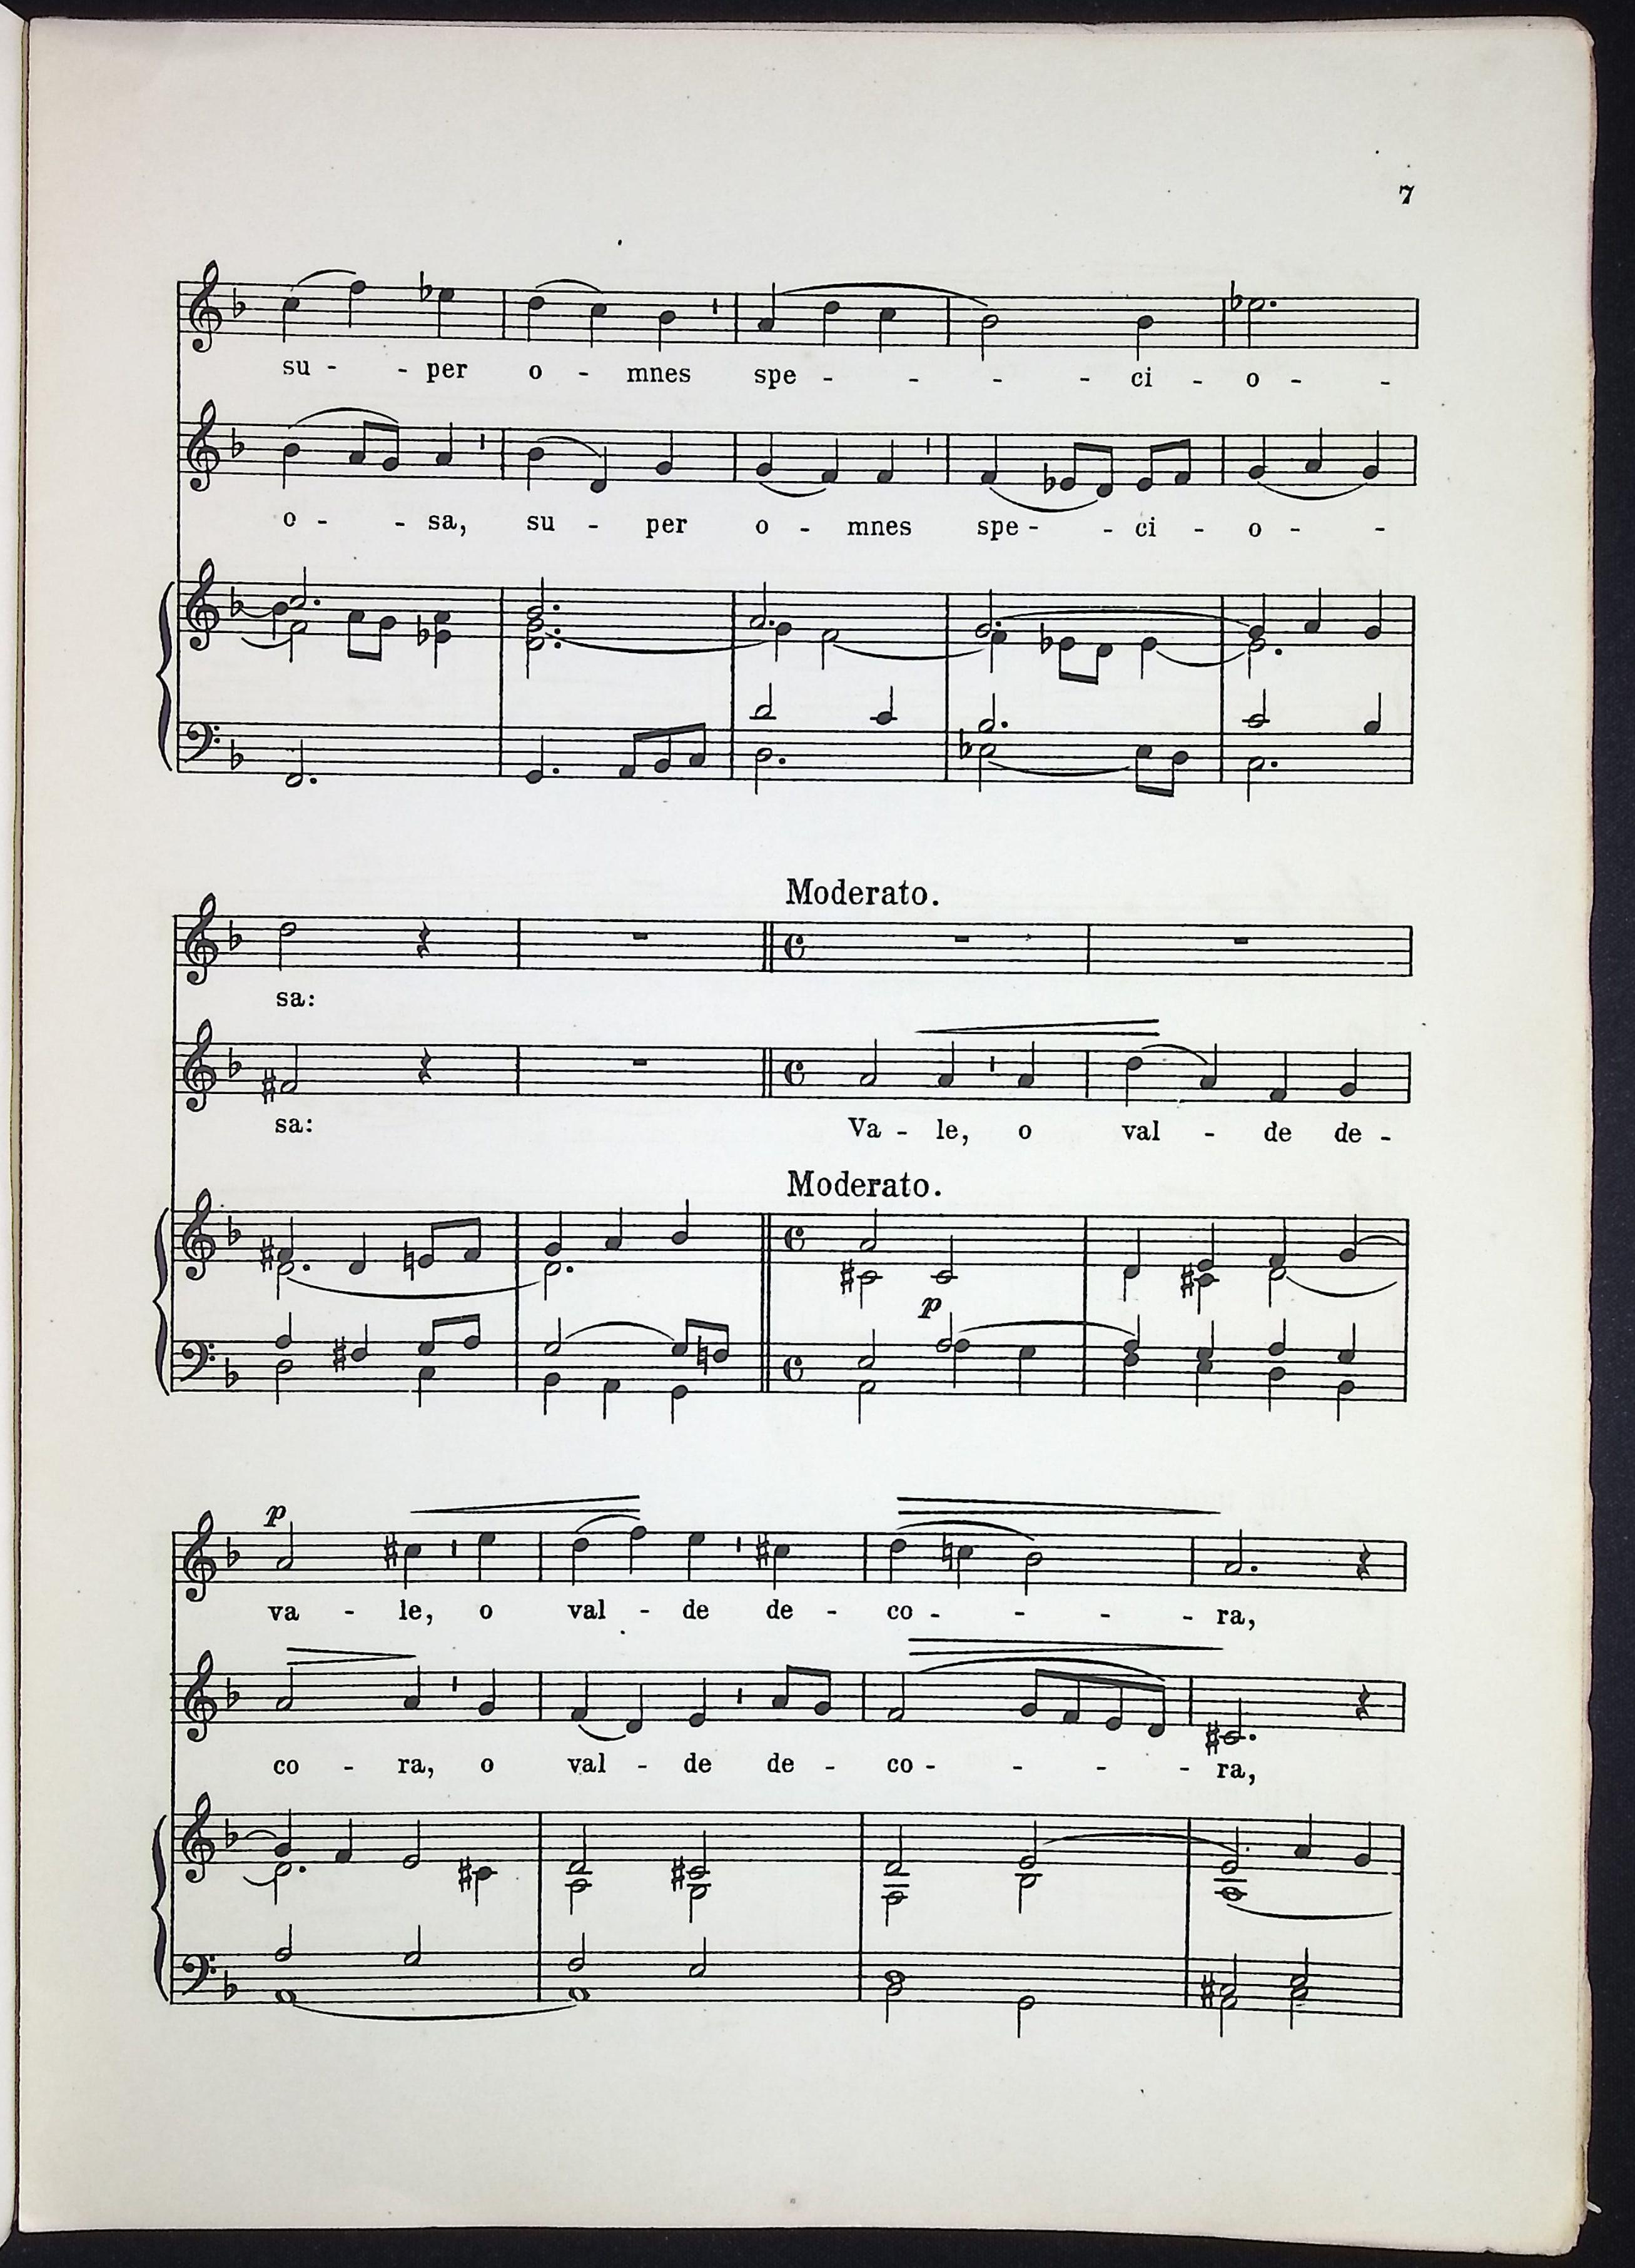 7
su - - per o - mnes spe - - - - ci - o - -
o - - sa, su - per o - mnes spe - - ci - o - -
Moderato.
sa:
sa: Va - le, o val - de de -
Moderato.
p
p
va - le, o val - de de - co - - - - ra,
co - ra, o val - de de - co - - - - ra,